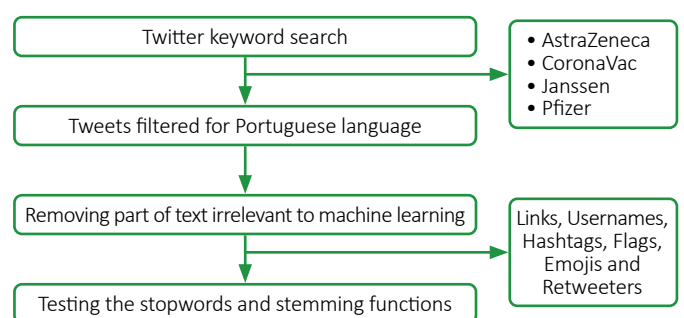 Twitter keyword search
• AstraZeneca
• CoronaVac
• Janssen
• Pfizer
Tweets filtered for Portuguese language
Removing part of text irrelevant to machine learning
Links, Usernames,
Hashtags, Flags,
Emojis and
Retweeters
Testing the stopwords and stemming functions